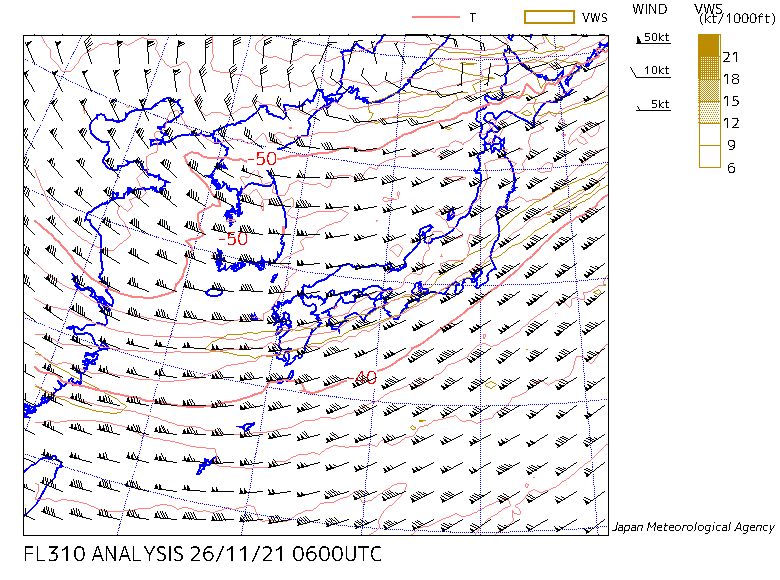 T
VWS
WIND
VWS
(kt/1000ft)
50kt
10kt
5kt
21
18
15
12
9
6
-50
-50
-40
Japan Meteorological Agency
FL310 ANALYSIS 26/11/21 0600UTC